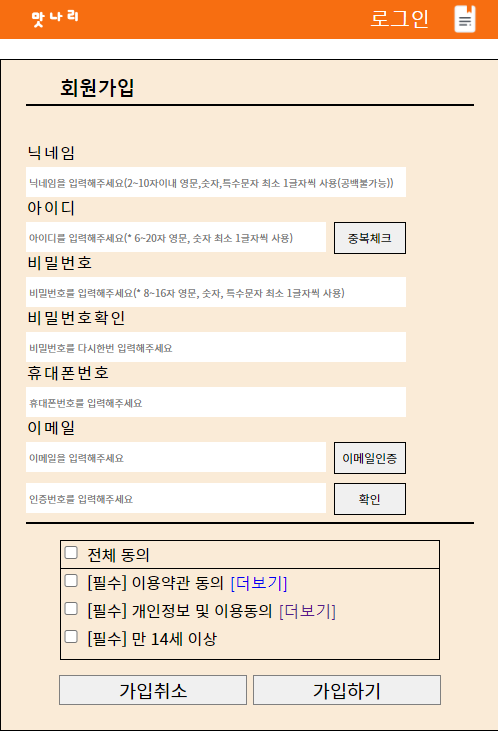 맛나리
로그인
회원가입
닉네임
닉네임을 입력해주세요(2~10자이내 영문,숫자,특수문자 최소 1글자씩 사용(공백불가능))
아이디
아이디를 입력해주세요(* 6~20자 영문, 숫자 최소 1글자씩 사용)
중복체크
비밀번호
비밀번호를 입력해주세요(* 8~16자 영문, 숫자, 특수문자 최소 1글자씩 사용)
비밀번호확인
비밀번호를 다시한번 입력해주세요
휴대폰번호
휴대폰번호를 입력해주세요
이메일
이메일을 입력해주세요
이메일인증
인증번호를 입력해주세요
확인
전체 동의
[필수] 이용약관 동의 [더보기]
[필수] 개인정보 및 이용동의 [더보기]
[필수] 만 14세 이상
가입취소
가입하기